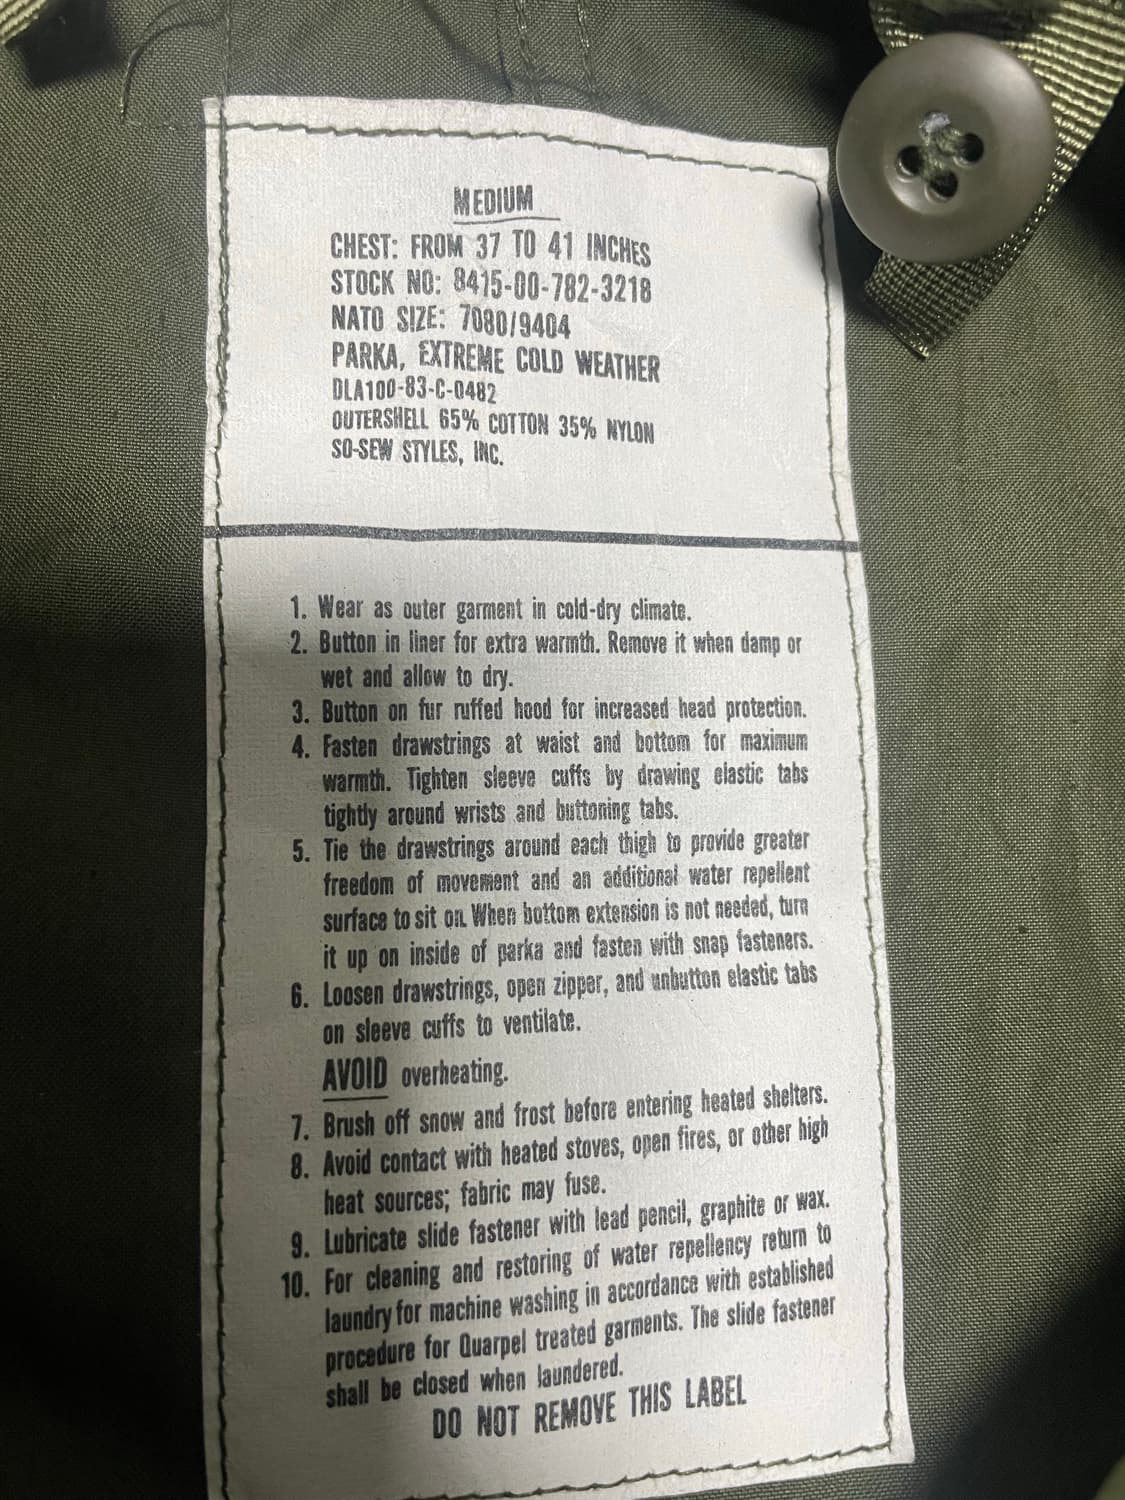 MEDIUM
CHEST: FROM 37 TO 41 INCHES
STOCK NO: 8415-00-782-3218
NATO SIZE: 7080/9404
PARKA, EXTREME COLD WEATHER
DLA100-83-C-0482
OUTERSHELL 65% COTTON 35% NYLON
SO-SEW STYLES, INC.
1. Wear as outer garment in cold-dry climate.
2. Button in liner for extra warmth. Remove it when damp or
wet and allow to dry.
3. Button on fur ruffed hood for increased head protection.
4. Fasten drawstrings at waist and bottom for maximum
warmth. Tighten sleeve cuffs by drawing elastic tabs
tightly around wrists and buttoning tabs.
5. Tie the drawstrings around each thigh to provide greater
freedom of movement and an additional water repellent
surface to sit on. When bottom extension is not needed, turn
it up on inside of parka and fasten with snap fasteners.
6. Loosen drawstrings, open zipper, and unbutton elastic tabs
on sleeve cuffs to ventilate.
AVOID overheating.
7. Brush off snow and frost before entering heated shelters.
8. Avoid contact with heated stoves, open fires, or other high
heat sources; fabric may fuse.
9. Lubricate slide fastener with lead pencil, graphite or wax.
10. For cleaning and restoring of water repellency return to
laundry for machine washing in accordance with established
procedure for Quarpel treated garments. The slide fastener
shall be closed when laundered.
DO NOT REMOVE THIS LABEL